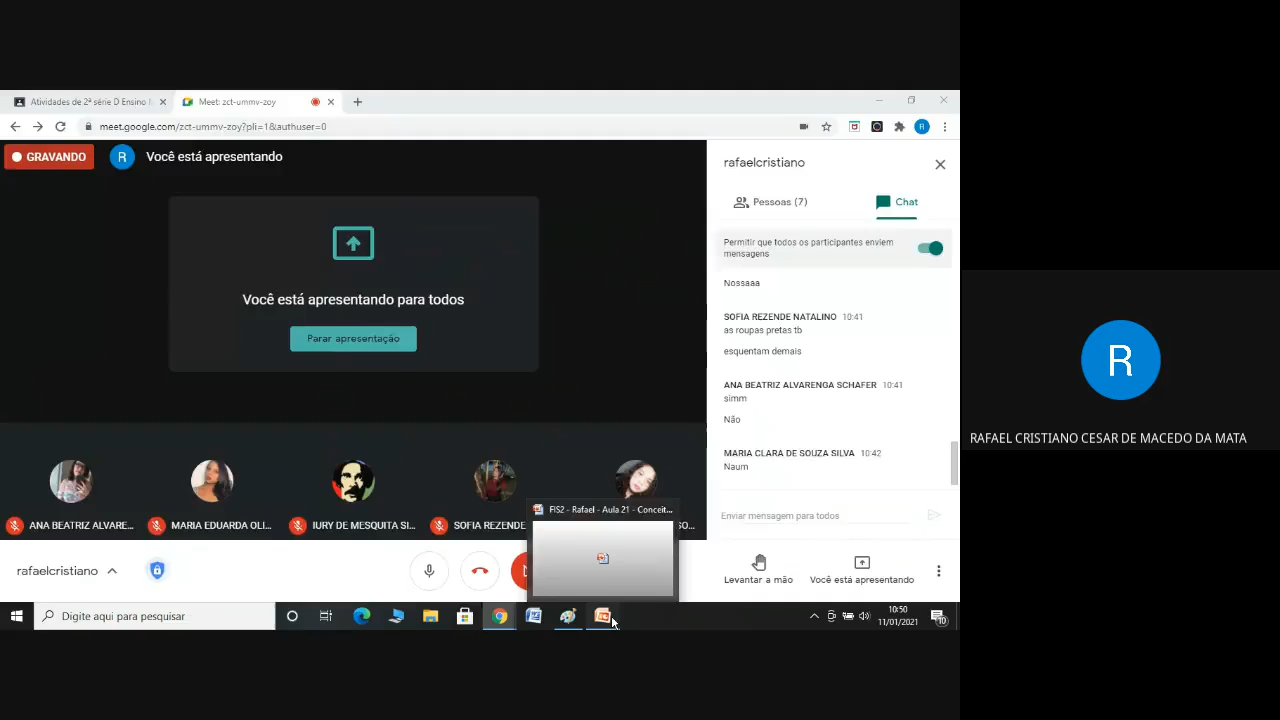 Atividades de 2ª série D Ensino
Meet: zct-ummv-zoy
meet.google.com/zct-ummv-zoy?pli=1&authuser=0
R
GRAVANDO
R
Você está apresentando
Você está apresentando para todos
Parar apresentação
rafaelcristiano
Pessoas (7)
Chat
Permitir que todos os participantes enviem
mensagens
Nossaaa
SOFIA REZENDE NATALINO 10:41
as roupas pretas tb
esquentam demais
ANA BEATRIZ ALVARENGA SCHAFER 10:41
simm
Não
MARIA CLARA DE SOUZA SILVA 10:42
Naum
Enviar mensagem para todos
ANA BEATRIZ ALVARE...
MARIA EDUARDA OLI...
IURY DE MESQUITA SI...
SOFIA REZENDE
SO...
FIS2 - Rafael - Aula 21 - Conceit...
rafaelcristiano
Levantar a mão
Você está apresentando
Digite aqui para pesquisar
10:50
11/01/2021
10
R
RAFAEL CRISTIANO CESAR DE MACEDO DA MATA